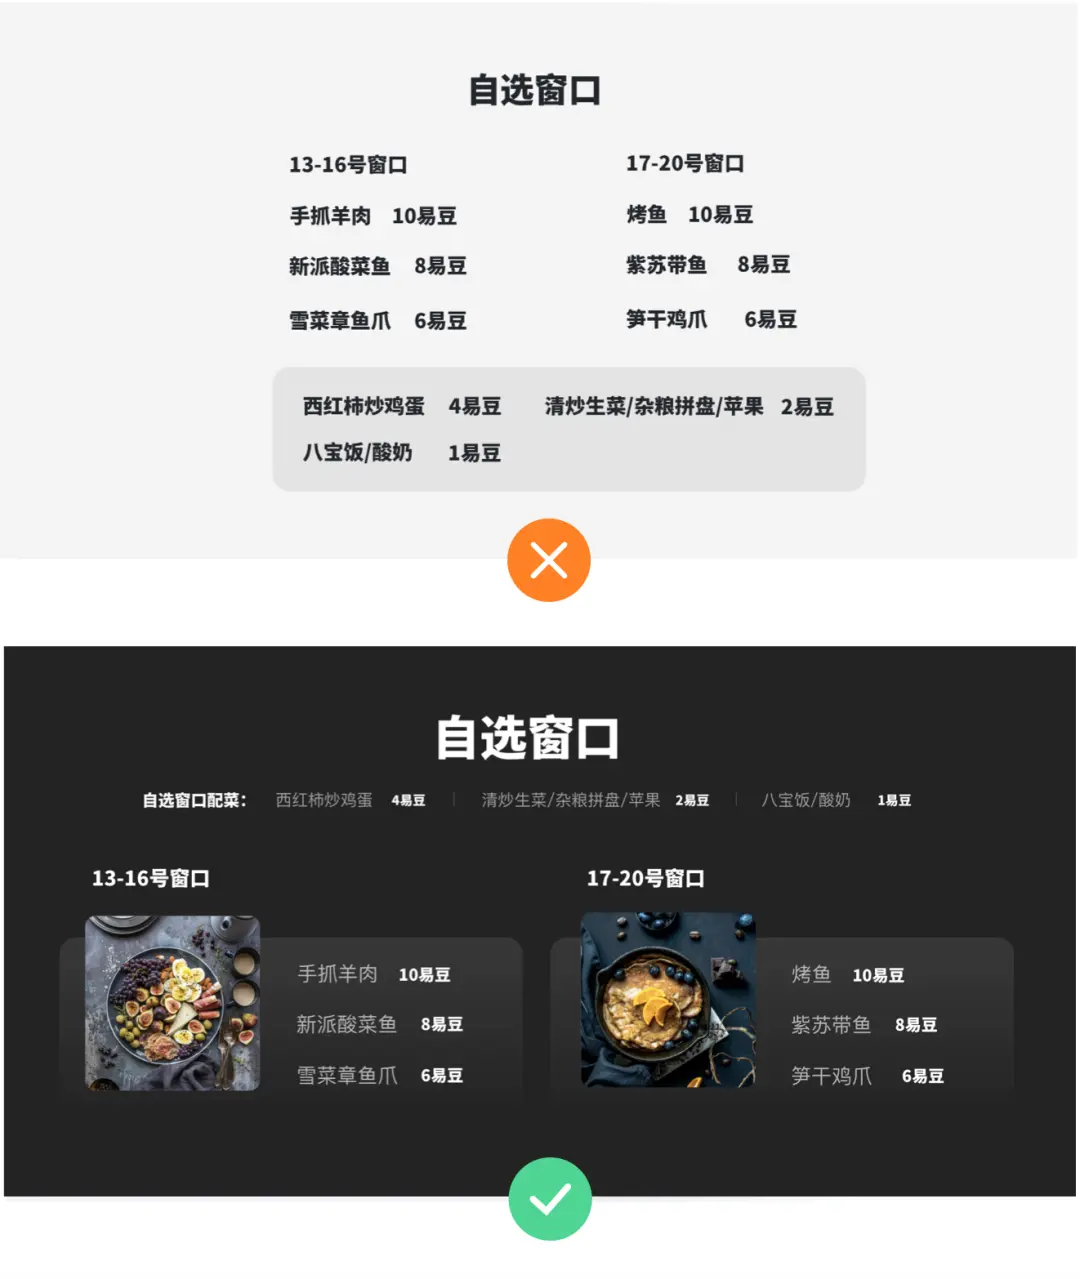 自选窗口
13-16号窗口
手抓羊肉 10易豆
新派酸菜鱼 8易豆
雪菜章鱼爪 6易豆
17-20号窗口
烤鱼 10易豆
紫苏带鱼 8易豆
笋干鸡爪 6易豆
西红柿炒鸡蛋 4易豆 清炒生菜/杂粮拼盘/苹果 2易豆
八宝饭/酸奶 1易豆
自选窗口
自选窗口配菜： 西红柿炒鸡蛋 4易豆 清炒生菜/杂粮拼盘/苹果 2易豆 八宝饭/酸奶 1易豆
13-16号窗口
手抓羊肉 10易豆
新派酸菜鱼 8易豆
雪菜章鱼爪 6易豆
17-20号窗口
烤鱼 10易豆
紫苏带鱼 8易豆
笋干鸡爪 6易豆